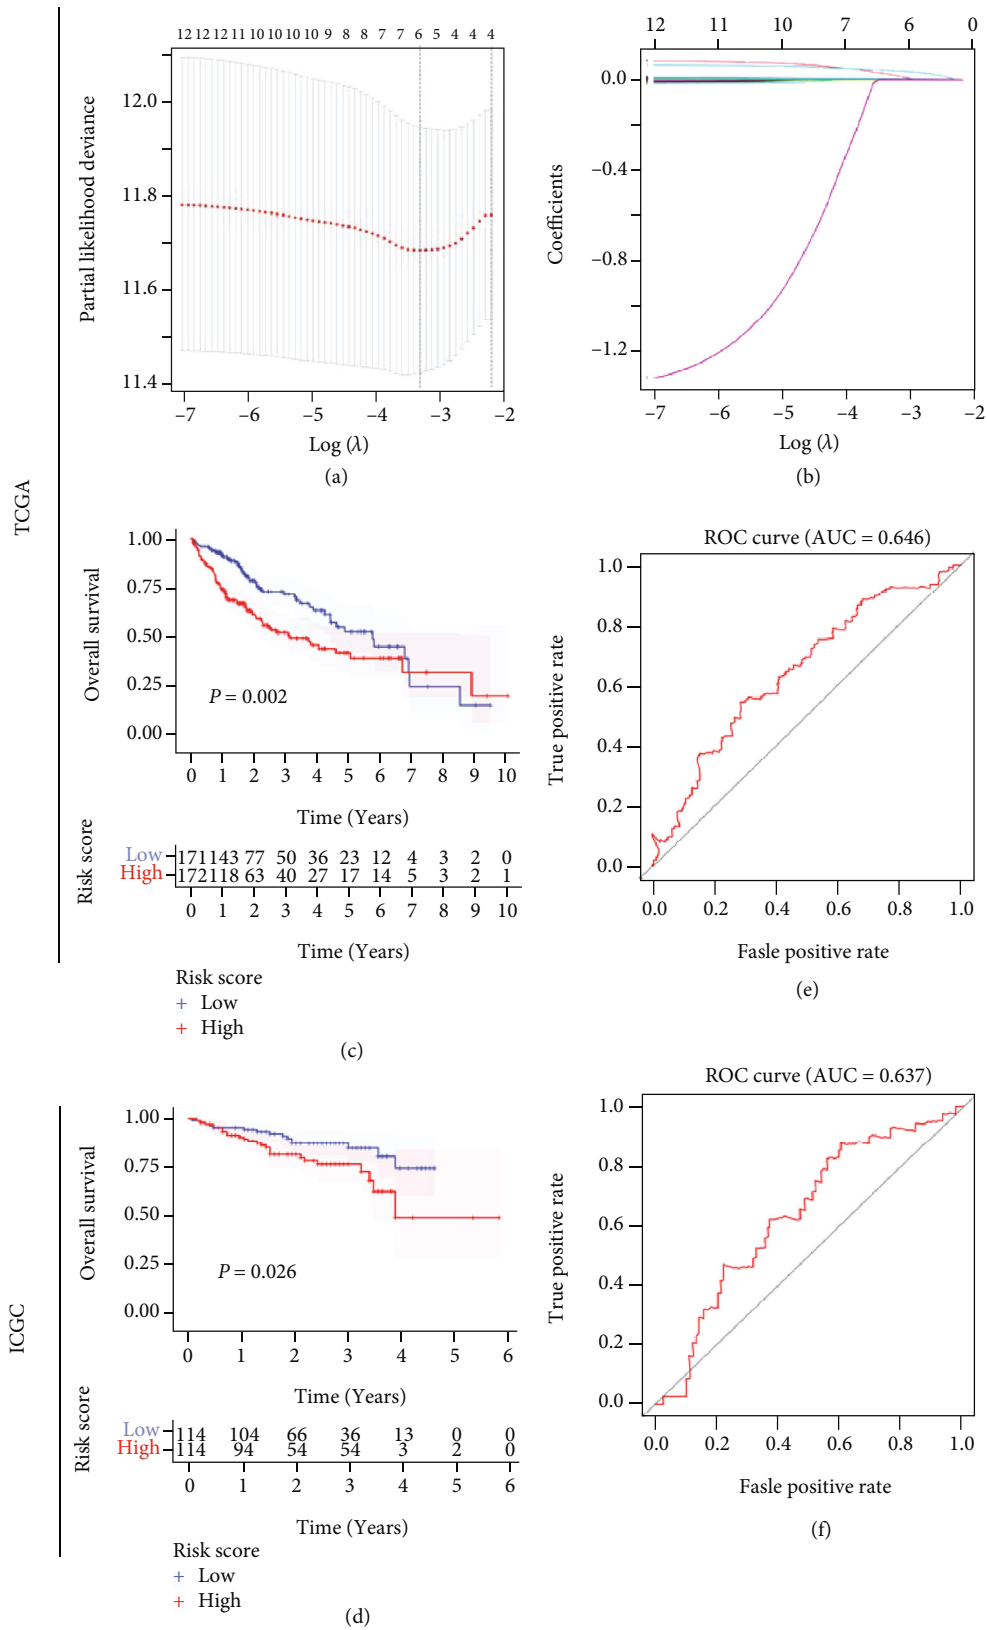 TCGA
12 12 12 11 10 10 10 10 9 8 8 7 7 6 5 4 4 4
Partial likelihood deviance
12.0
11.8
11.6
11.4
−7 −6 −5 −4 −3 −2
Log (λ)
(a)
12 11 10 7 6 0
Coefficients
0.0
−0.4
−0.8
−1.2
−7 −6 −5 −4 −3 −2
Log (λ)
(b)
Overall survival
1.00
0.75
0.50
0.25
0.00
P = 0.002
0 1 2 3 4 5 6 7 8 9 10
Time (Years)
Risk score
Low 171 143 77 50 36 23 12 4 3 2 0
High 172 118 63 40 27 17 14 5 3 2 1
0 1 2 3 4 5 6 7 8 9 10
Time (Years)
Risk score
+ Low
+ High
(c)
ROC curve (AUC = 0.646)
True positive rate
1.0
0.8
0.6
0.4
0.2
0.0
0.0 0.2 0.4 0.6 0.8 1.0
Fasle positive rate
(e)
ICGC
Overall survival
1.00
0.75
0.50
0.25
0.00
P = 0.026
0 1 2 3 4 5 6
Time (Years)
Risk score
Low 114 104 66 36 13 0 0
High 114 94 54 54 3 2 0
0 1 2 3 4 5 6
Time (Years)
Risk score
+ Low
+ High
(d)
ROC curve (AUC = 0.637)
True positive rate
1.0
0.8
0.6
0.4
0.2
0.0
0.0 0.2 0.4 0.6 0.8 1.0
Fasle positive rate
(f)